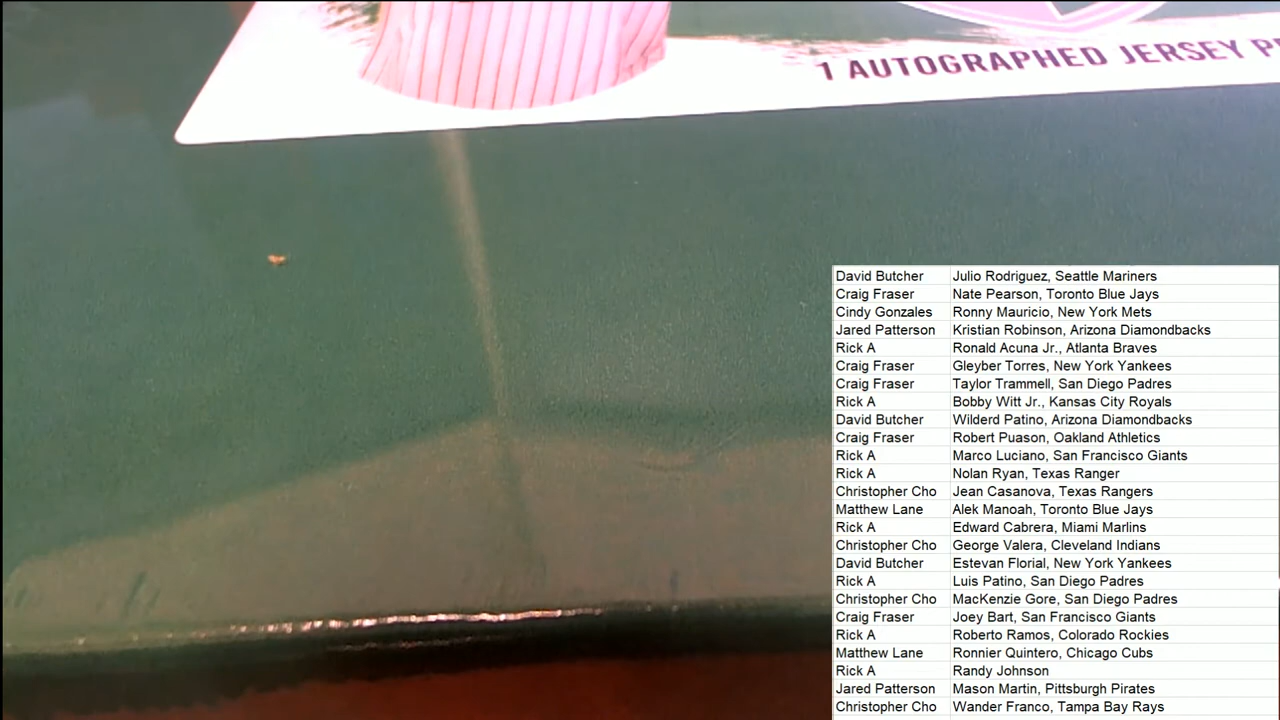 1 AUTOGRAPHED JERSEY
David Butcher Julio Rodriguez, Seattle Mariners
Craig Fraser Nate Pearson, Toronto Blue Jays
Cindy Gonzales Ronny Mauricio, New York Mets
Jared Patterson Kristian Robinson, Arizona Diamondbacks
Rick A Ronald Acuna Jr., Atlanta Braves
Craig Fraser Gleyber Torres, New York Yankees
Craig Fraser Taylor Trammell, San Diego Padres
Rick A Bobby Witt Jr., Kansas City Royals
David Butcher Wilderd Patino, Arizona Diamondbacks
Craig Fraser Robert Puason, Oakland Athletics
Rick A Marco Luciano, San Francisco Giants
Rick A Nolan Ryan, Texas Ranger
Christopher Cho Jean Casanova, Texas Rangers
Matthew Lane Alek Manoah, Toronto Blue Jays
Rick A Edward Cabrera, Miami Marlins
Christopher Cho George Valera, Cleveland Indians
David Butcher Estevan Florial, New York Yankees
Rick A Luis Patino, San Diego Padres
Christopher Cho MacKenzie Gore, San Diego Padres
Craig Fraser Joey Bart, San Francisco Giants
Rick A Roberto Ramos, Colorado Rockies
Matthew Lane Ronnier Quintero, Chicago Cubs
Rick A Randy Johnson
Jared Patterson Mason Martin, Pittsburgh Pirates
Christopher Cho Wander Franco, Tampa Bay Rays